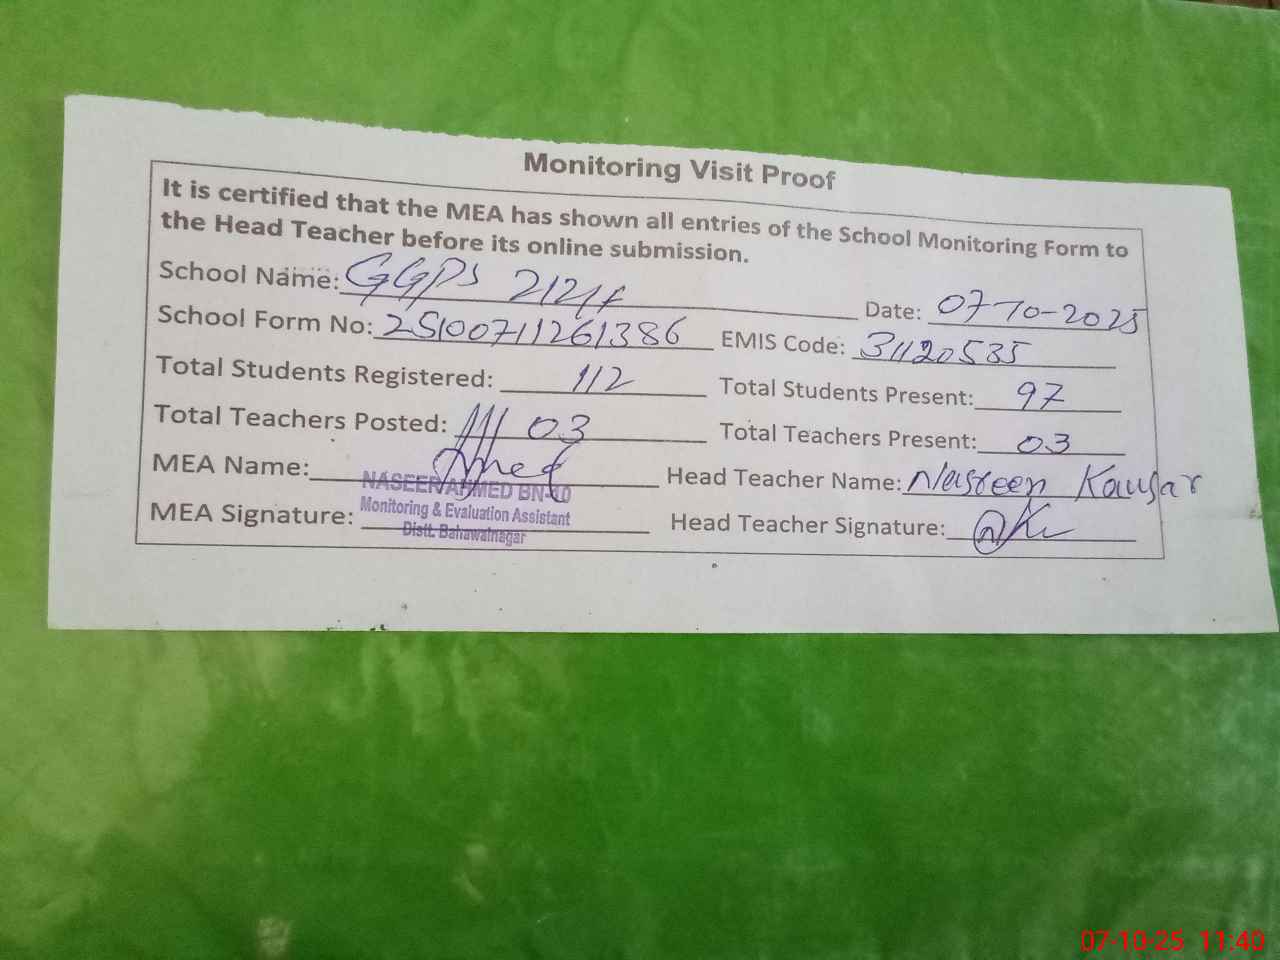 Monitoring Visit Proof
It is certified that the MEA has shown all entries of the School Monitoring Form to
the Head Teacher before its online submission.
School Name: GGPS 212/F
Date: 07-10-2025
School Form No: 25100711261386
EMIS Code: 31120535
Total Students Registered: 112
Total Students Present: 97
Total Teachers Posted: 03
Total Teachers Present: 03
MEA Name:
Head Teacher Name: Nasreen Kausar
NASEER AHMED BN-10
Monitoring & Evaluation Assistant
Distt. Bahawalnagar
MEA Signature:
Head Teacher Signature:
07-10-25 11:40